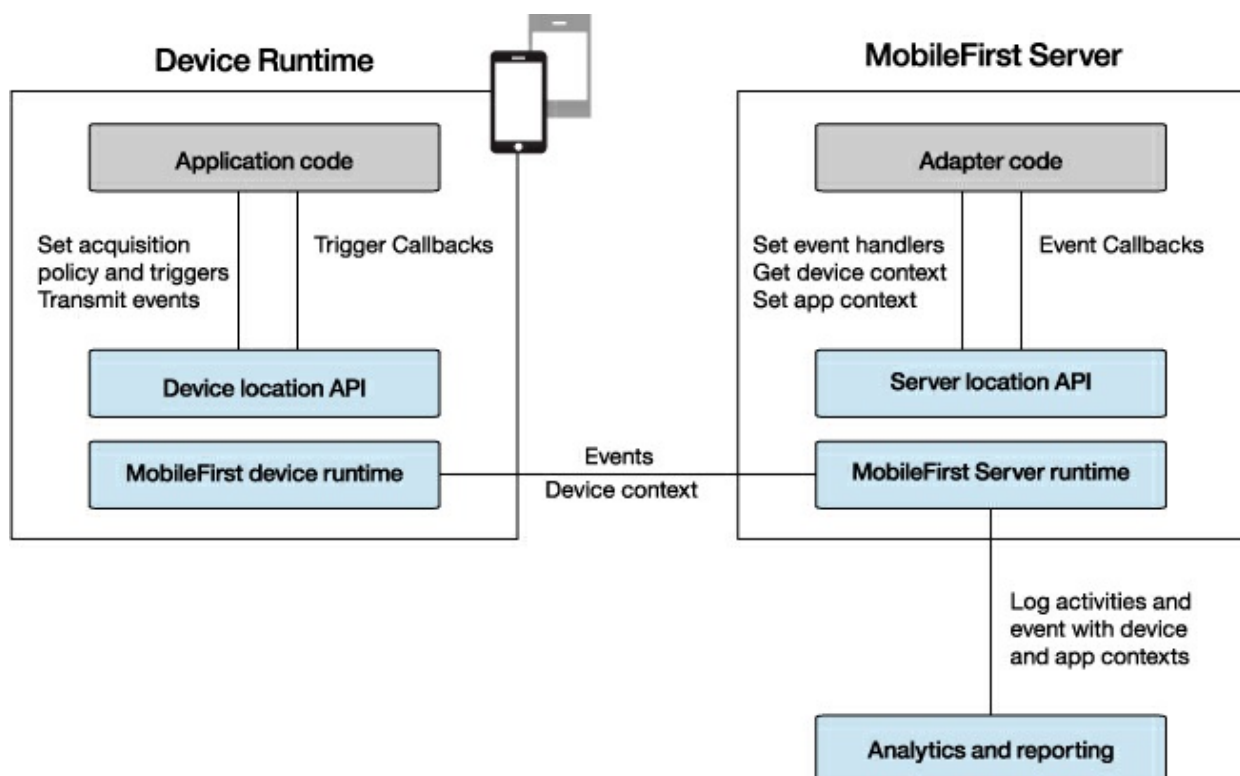 Device Runtime
MobileFirst Server
Application code
Set acquisition
policy and triggers
Transmit events
Trigger Callbacks
Device location API
MobileFirst device runtime
Events
Device context
Adapter code
Set event handlers
Get device context
Set app context
Event Callbacks
Server location API
MobileFirst Server runtime
Log activities and
event with device
and app contexts
Analytics and reporting